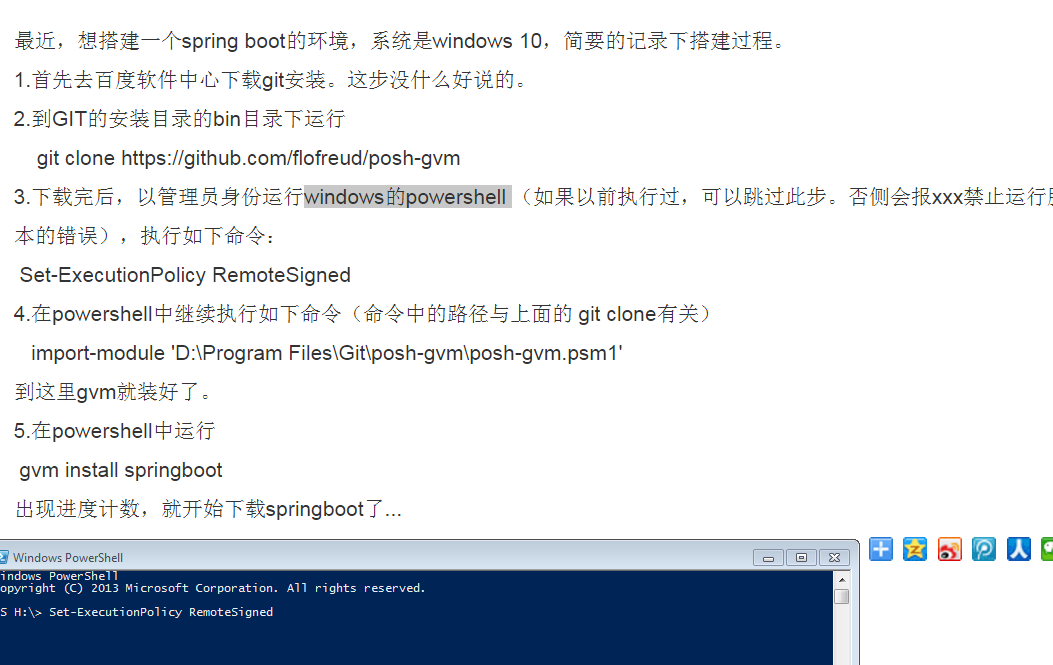 最近，想搭建一个spring boot的环境，系统是windows 10，简要的记录下搭建过程。
1.首先去百度软件中心下载git安装。这步没什么好说的。
2.到GIT的安装目录的bin目录下运行
git clone https://github.com/flofreud/posh-gvm
3.下载完后，以管理员身份运行windows的powershell（如果以前执行过，可以跳过此步。否侧会报xxx禁止运行
本的错误），执行如下命令：
Set-ExecutionPolicy RemoteSigned
4.在powershell中继续执行如下命令（命令中的路径与上面的 git clone有关）
import-module 'D:\Program Files\Git\posh-gvm\posh-gvm.psm1'
到这里gvm就装好了。
5.在powershell中运行
gvm install springboot
出现进度计数，就开始下载springboot了...
Windows PowerShell
indows PowerShell
opyright (C) 2013 Microsoft Corporation. All rights reserved.
S H:\> Set-ExecutionPolicy RemoteSigned